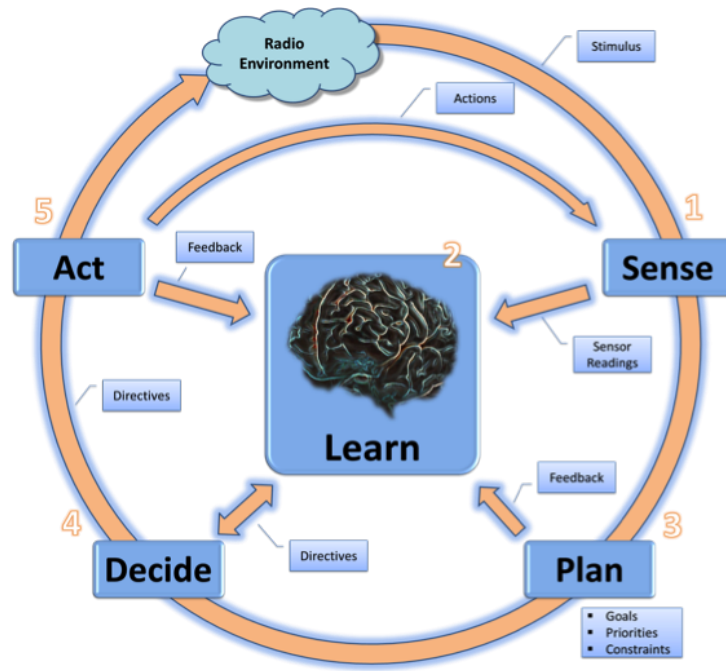 Radio
Environment
Stimulus
Actions
5
1
Act
Feedback
2
Sense
Sensor
Readings
Directives
Learn
Feedback
4
3
Decide
Directives
Plan
▪ Goals
▪ Priorities
▪ Constraints